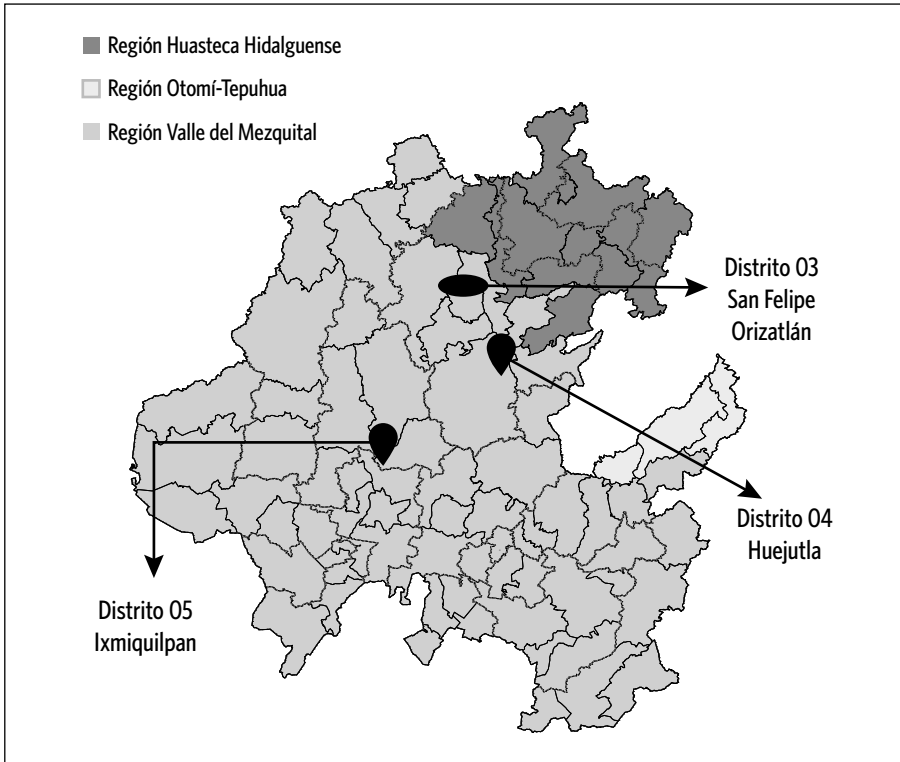 Región Huasteca Hidalguense
Región Otomí-Tepuhua
Región Valle del Mezquital
Distrito 03
San Felipe
Orizatlán
Distrito 04
Huejutla
Distrito 05
Ixmiquilpan